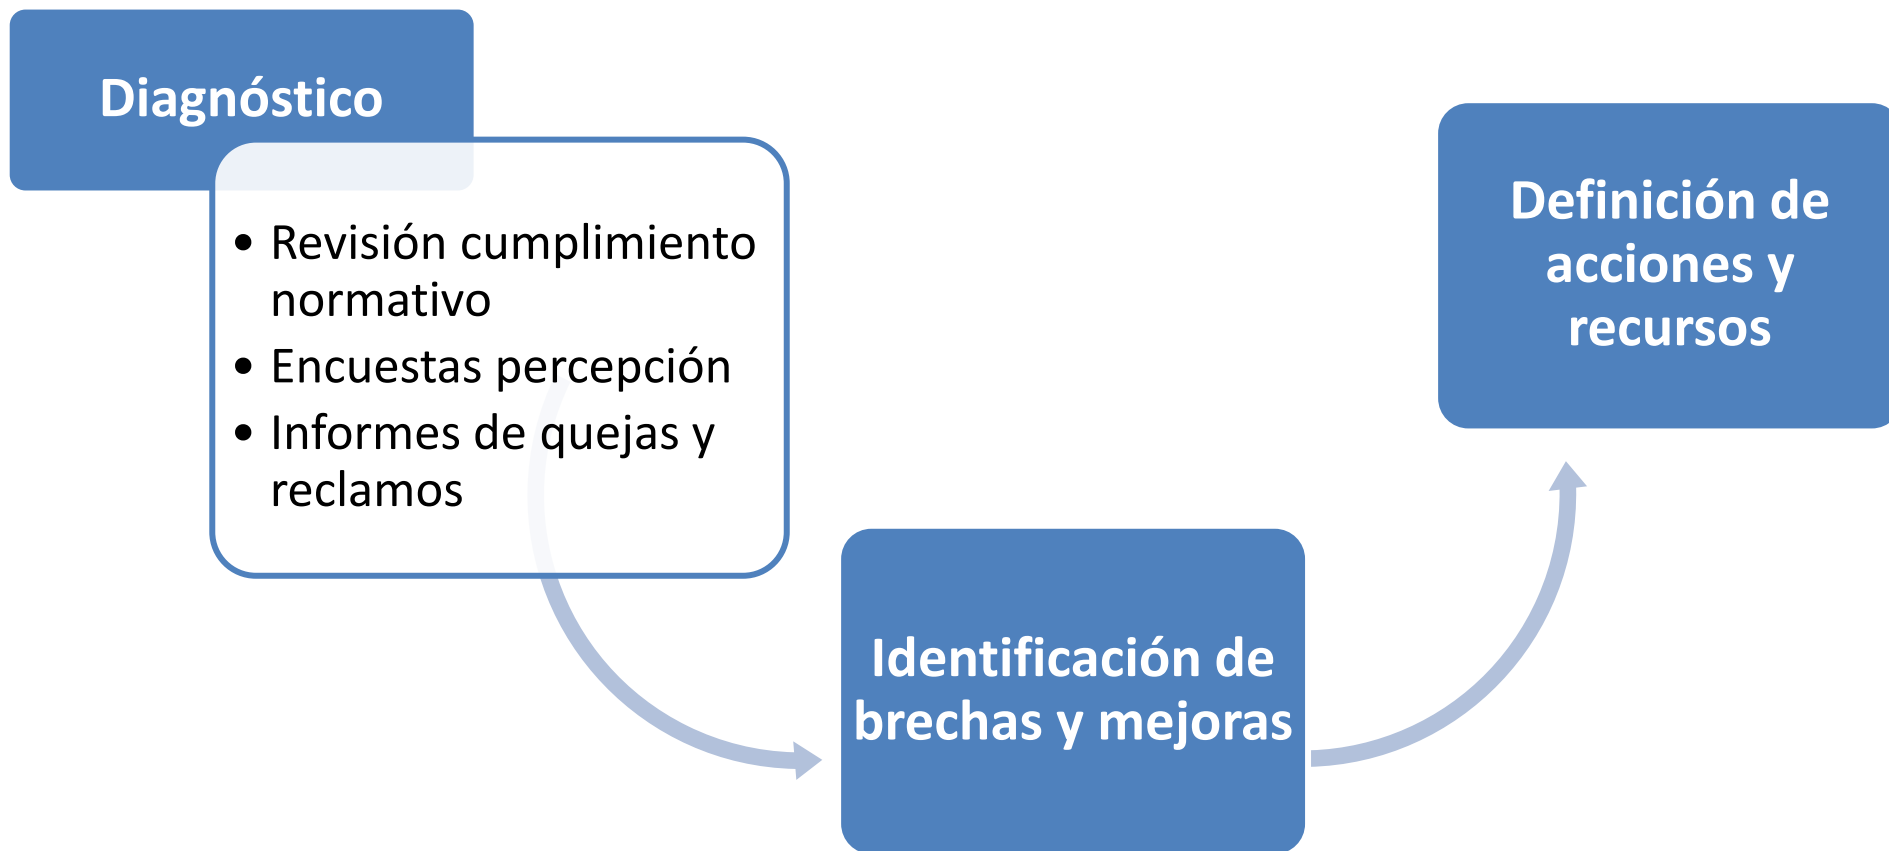 Diagnóstico
• Revisión cumplimiento
normativo
• Encuestas percepción
• Informes de quejas y
reclamos
Identificación de
brechas y mejoras
Definición de
acciones y
recursos